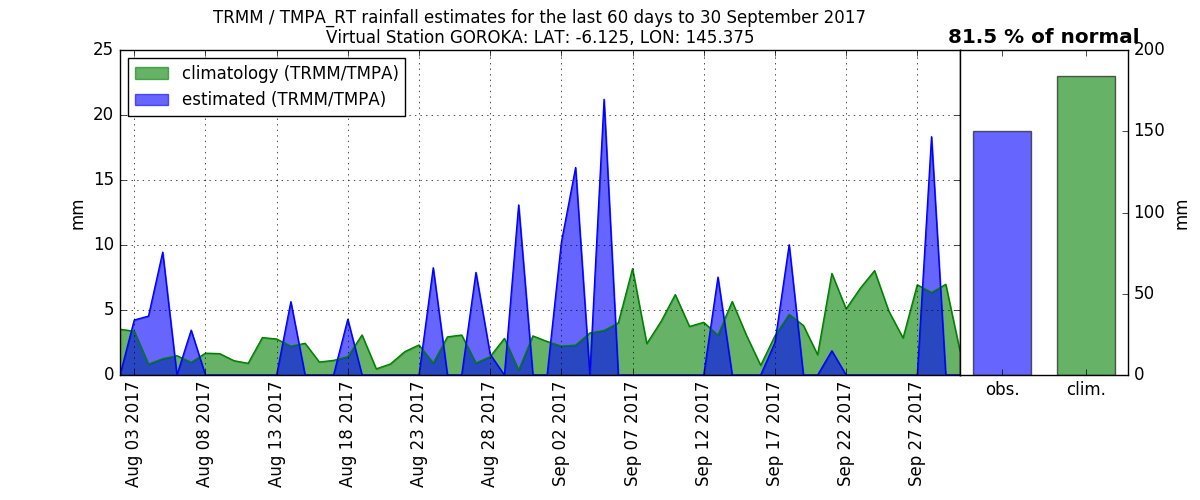 TRMM / TMPA_RT rainfall estimates for the last 60 days to 30 September 2017
Virtual Station GOROKA: LAT: -6.125, LON: 145.375
81.5 % of normal
climatology (TRMM/TMPA)
estimated (TRMM/TMPA)
25
20
15
10
5
0
mm
Aug 03 2017
Aug 08 2017
Aug 13 2017
Aug 18 2017
Aug 23 2017
Aug 28 2017
Sep 02 2017
Sep 07 2017
Sep 12 2017
Sep 17 2017
Sep 22 2017
Sep 27 2017
200
150
100
50
0
mm
obs.
clim.